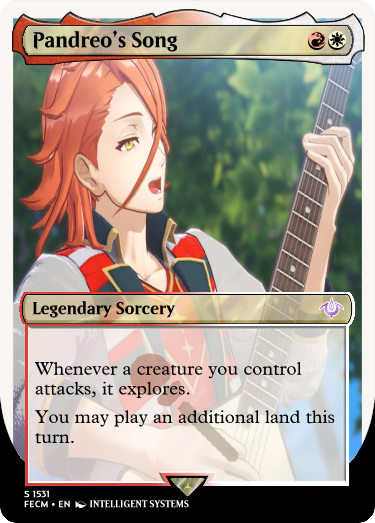 Pandreo's Song
Legendary Sorcery
Whenever a creature you control
attacks, it explores.
You may play an additional land this
turn.
S 1531
FECM • EN INTELLIGENT SYSTEMS